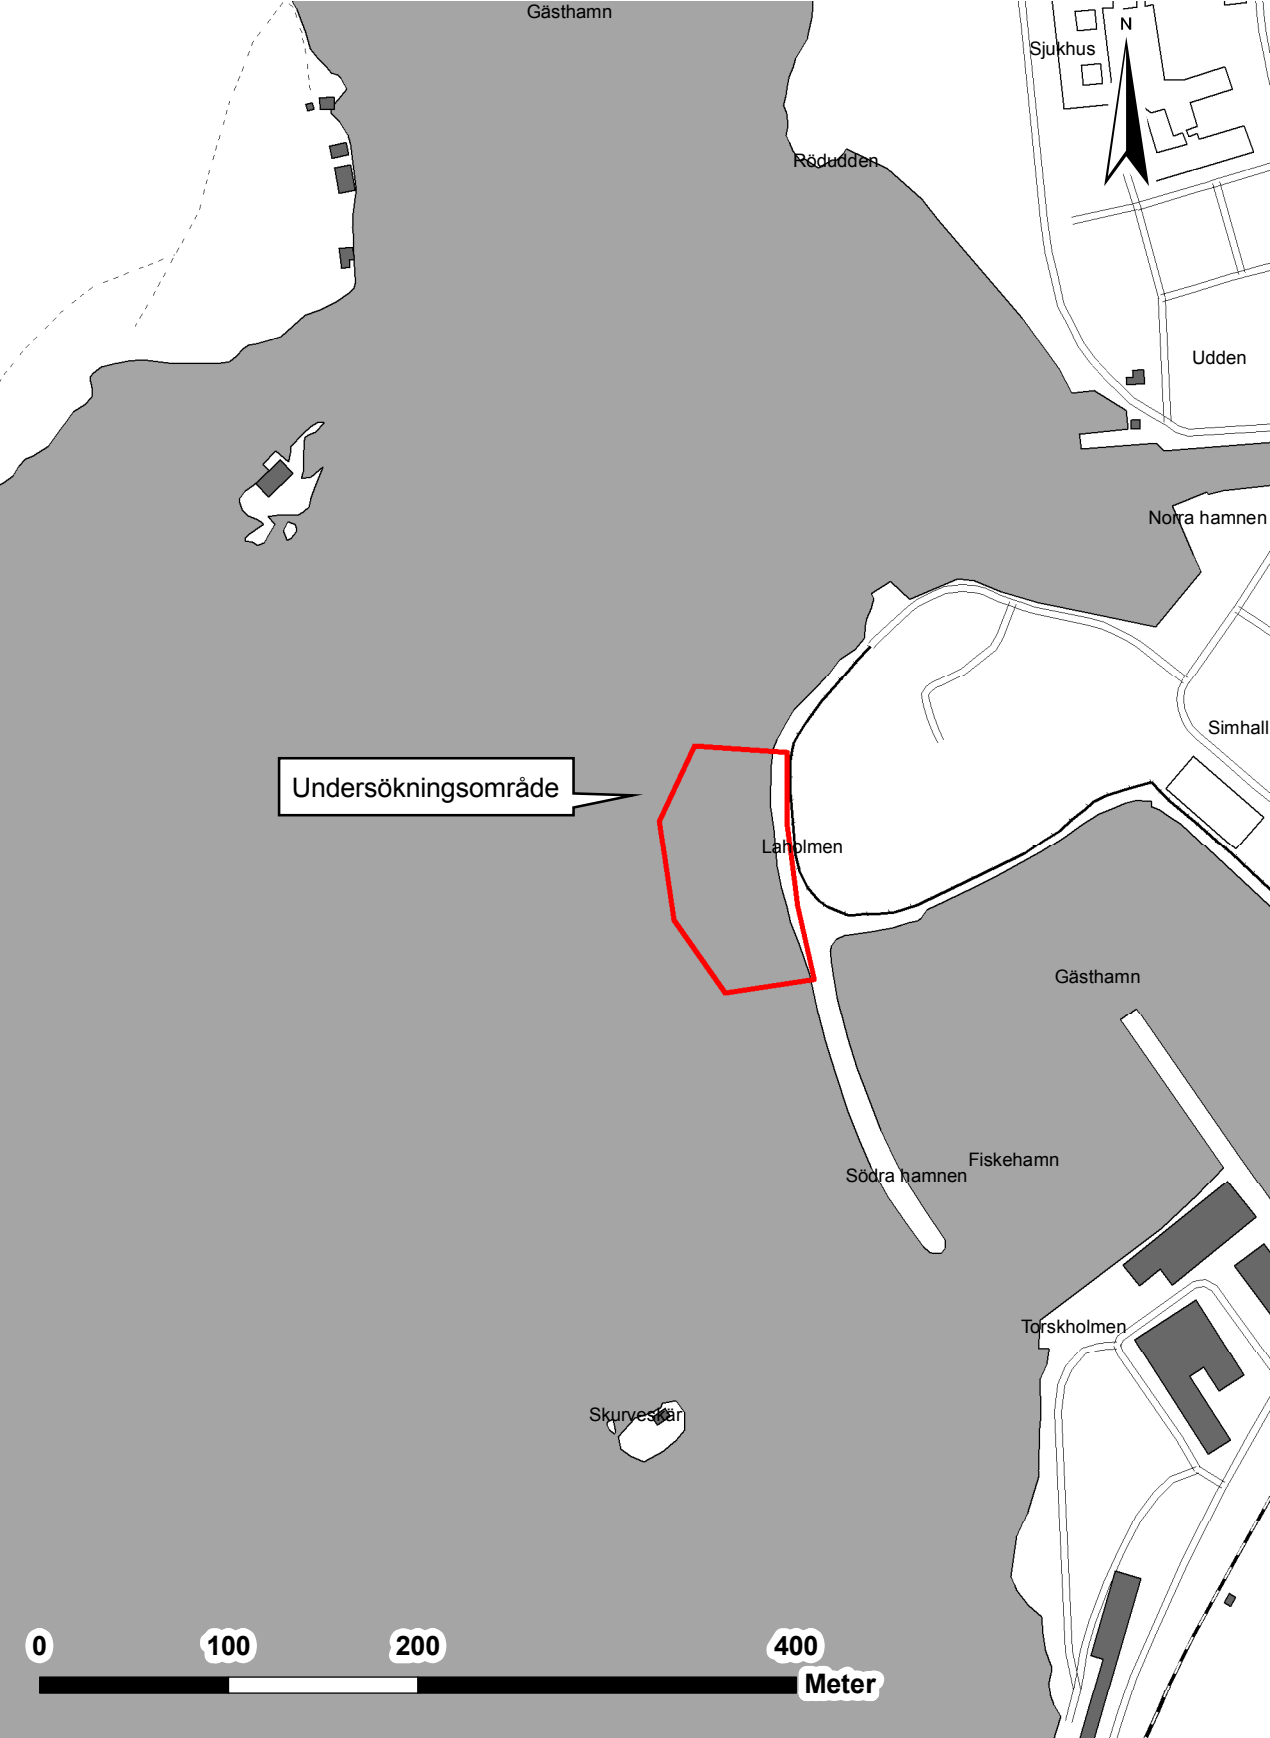 Gästhamn
N
Sjukhus
Rödudden
Udden
Norra hamnen
Simhall
Undersökningsområde
Laholmen
Gästhamn
Fiskehamn
Södra hamnen
Torskholmen
Skurveskär
0 100 200 400
Meter